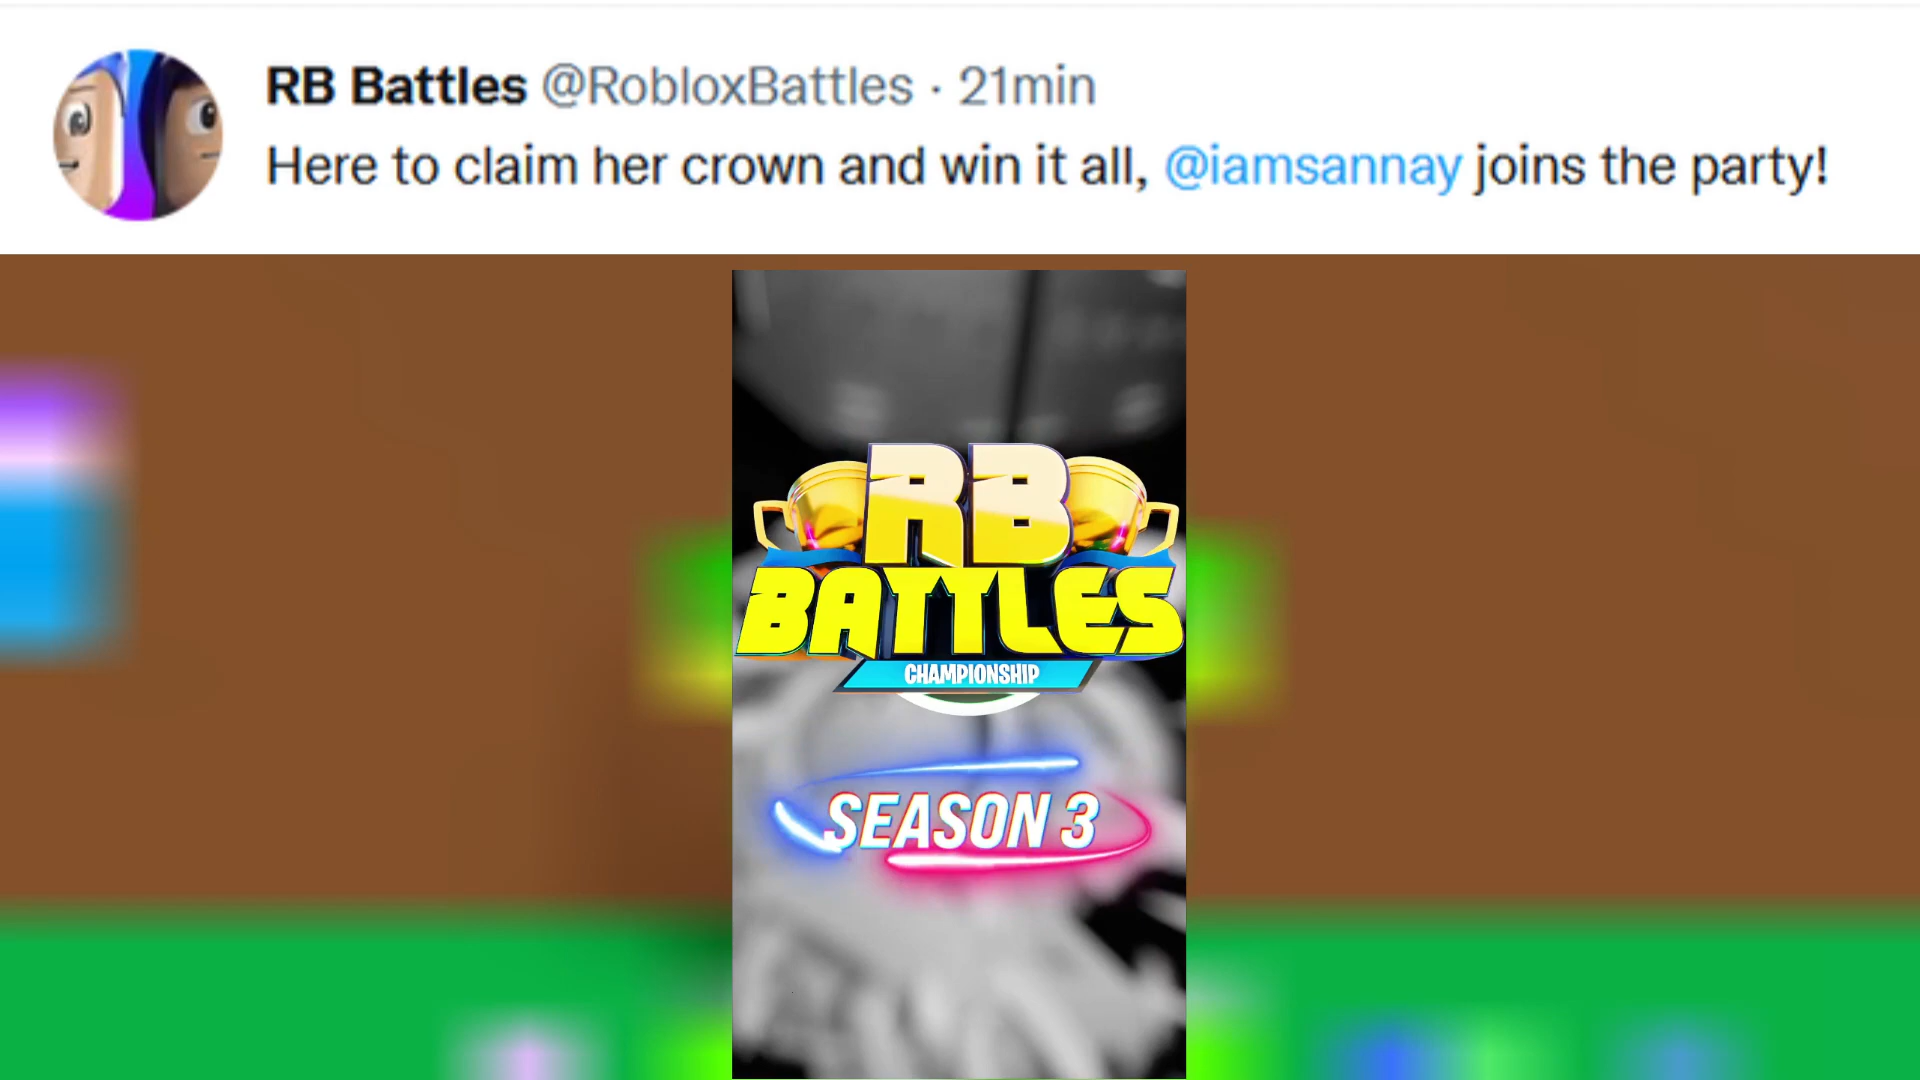 RB Battles @RobloxBattles · 21min
Here to claim her crown and win it all, @iamsannay joins the party!
RB
BATTLES
CHAMPIONSHIP
SEASON 3